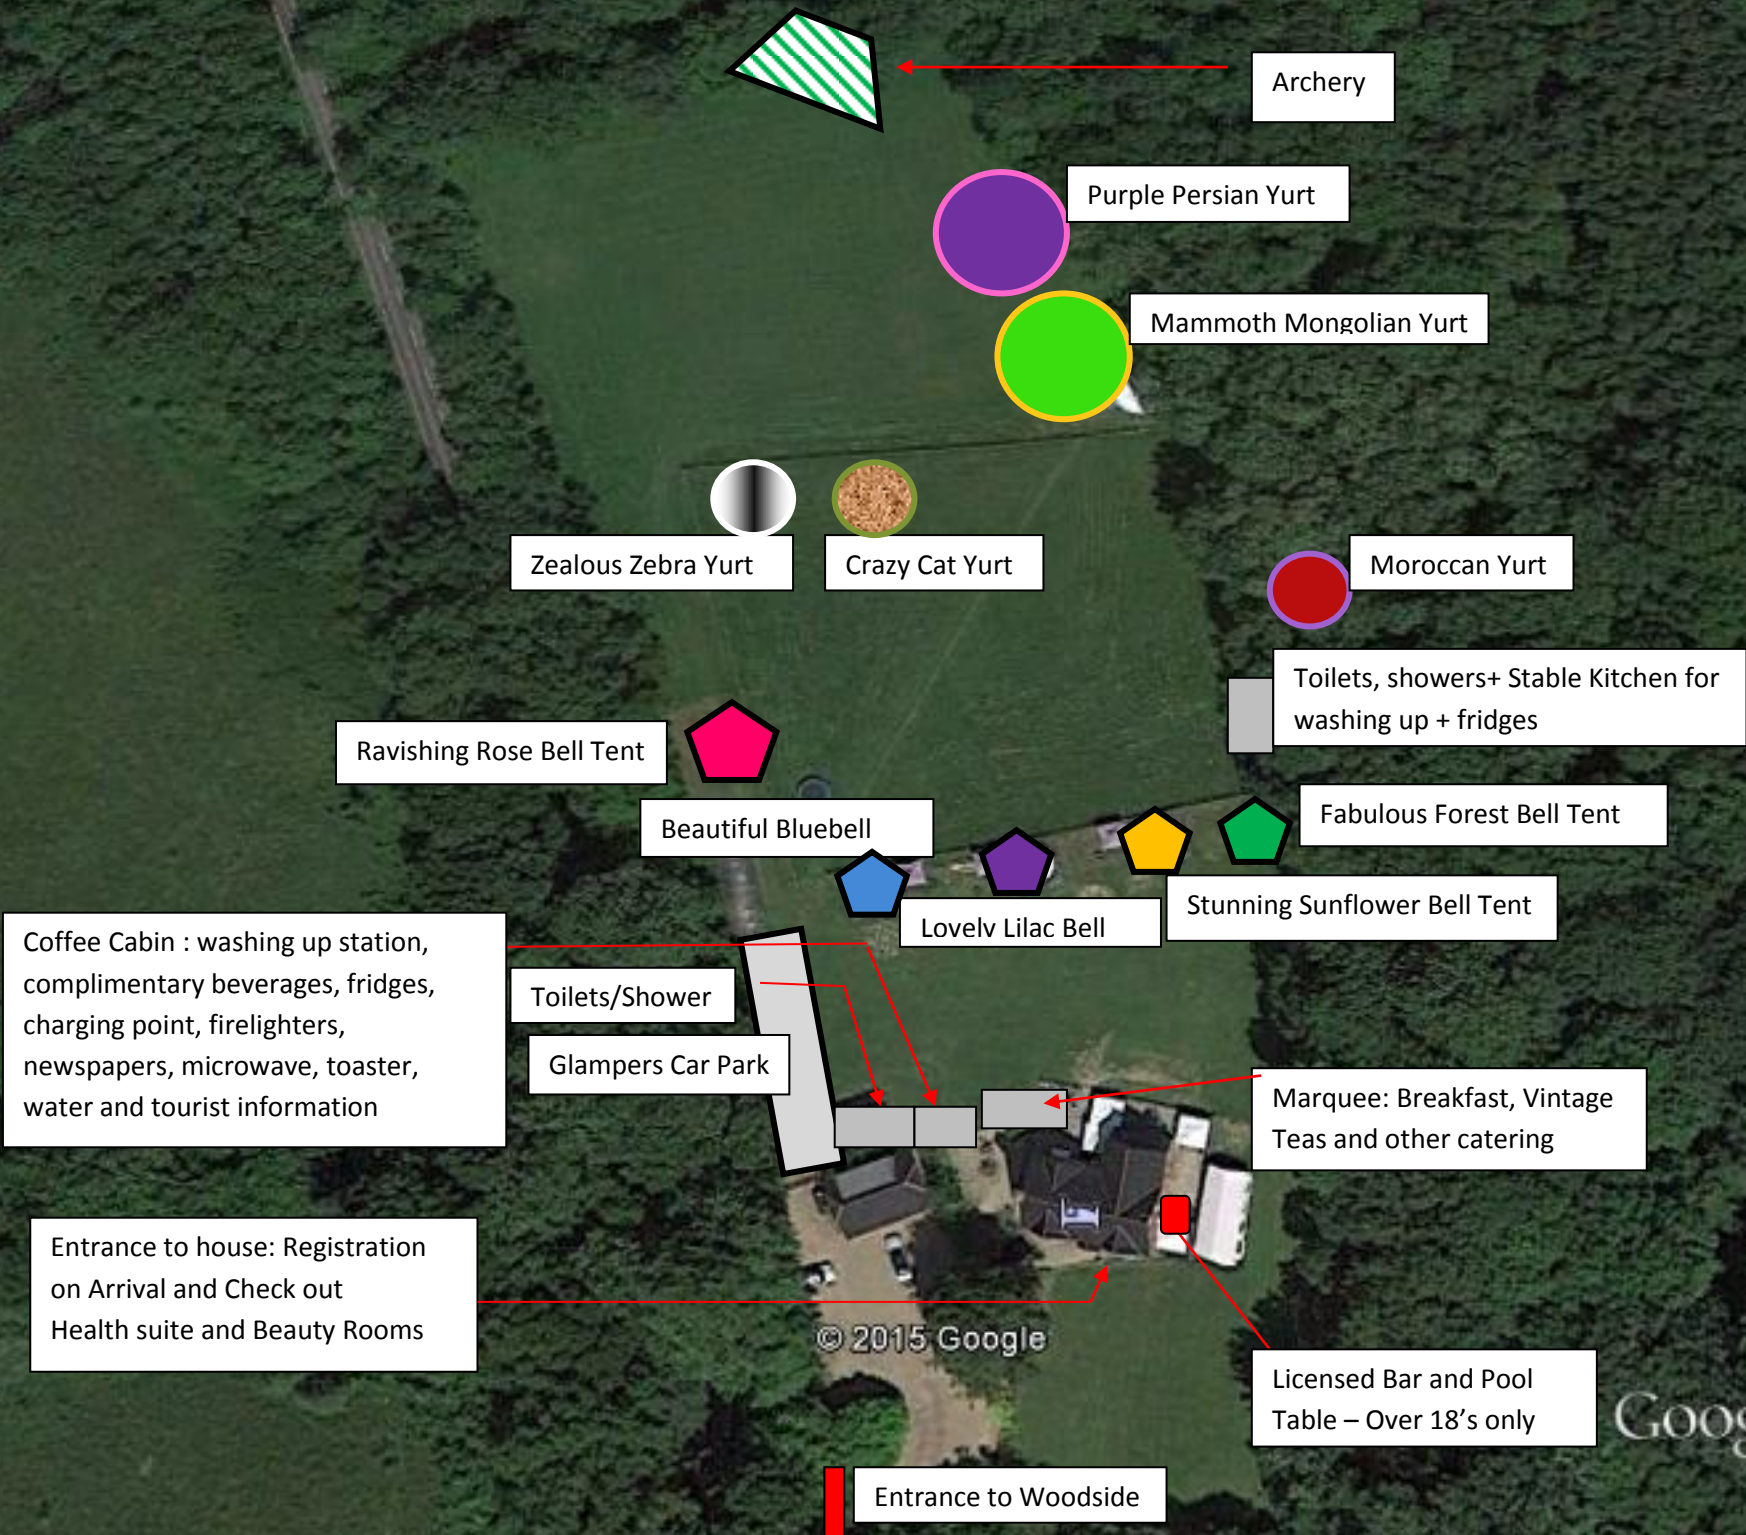 Archery
Purple Persian Yurt
Mammoth Mongolian Yurt
Zealous Zebra Yurt
Crazy Cat Yurt
Moroccan Yurt
Toilets, showers+ Stable Kitchen for
washing up + fridges
Ravishing Rose Bell Tent
Beautiful Bluebell
Fabulous Forest Bell Tent
Stunning Sunflower Bell Tent
Lovely Lilac Bell
Coffee Cabin : washing up station,
complimentary beverages, fridges,
charging point, firelighters,
newspapers, microwave, toaster,
water and tourist information
Toilets/Shower
Glampers Car Park
Marquee: Breakfast, Vintage
Teas and other catering
Entrance to house: Registration
on Arrival and Check out
Health suite and Beauty Rooms
© 2015 Google
Licensed Bar and Pool
Table – Over 18's only
Goog
Entrance to Woodside